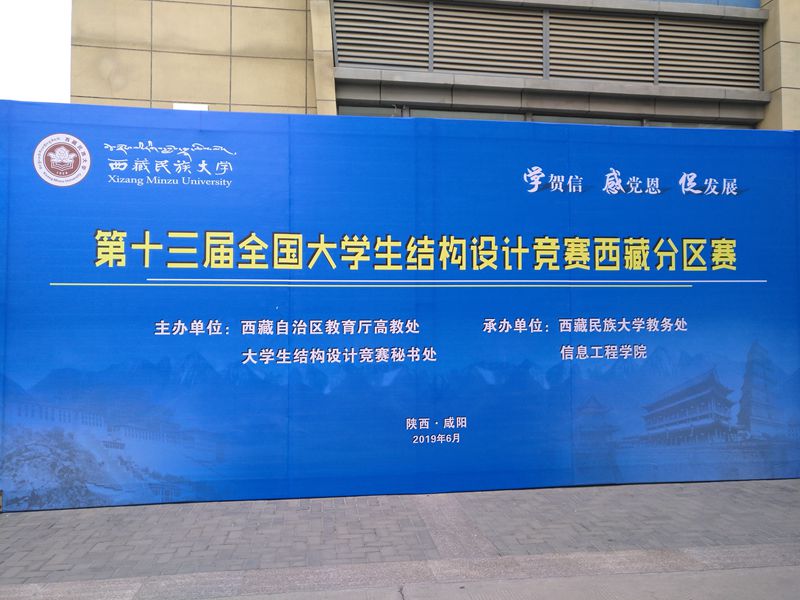 西藏民族大学
Xizang Minzu University
学贺信 感党恩 促发展
第十三届全国大学生结构设计竞赛西藏分区赛
主办单位：西藏自治区教育厅高教处
大学生结构设计竞赛秘书处
承办单位：西藏民族大学教务处
信息工程学院
陕西·咸阳
2019年6月